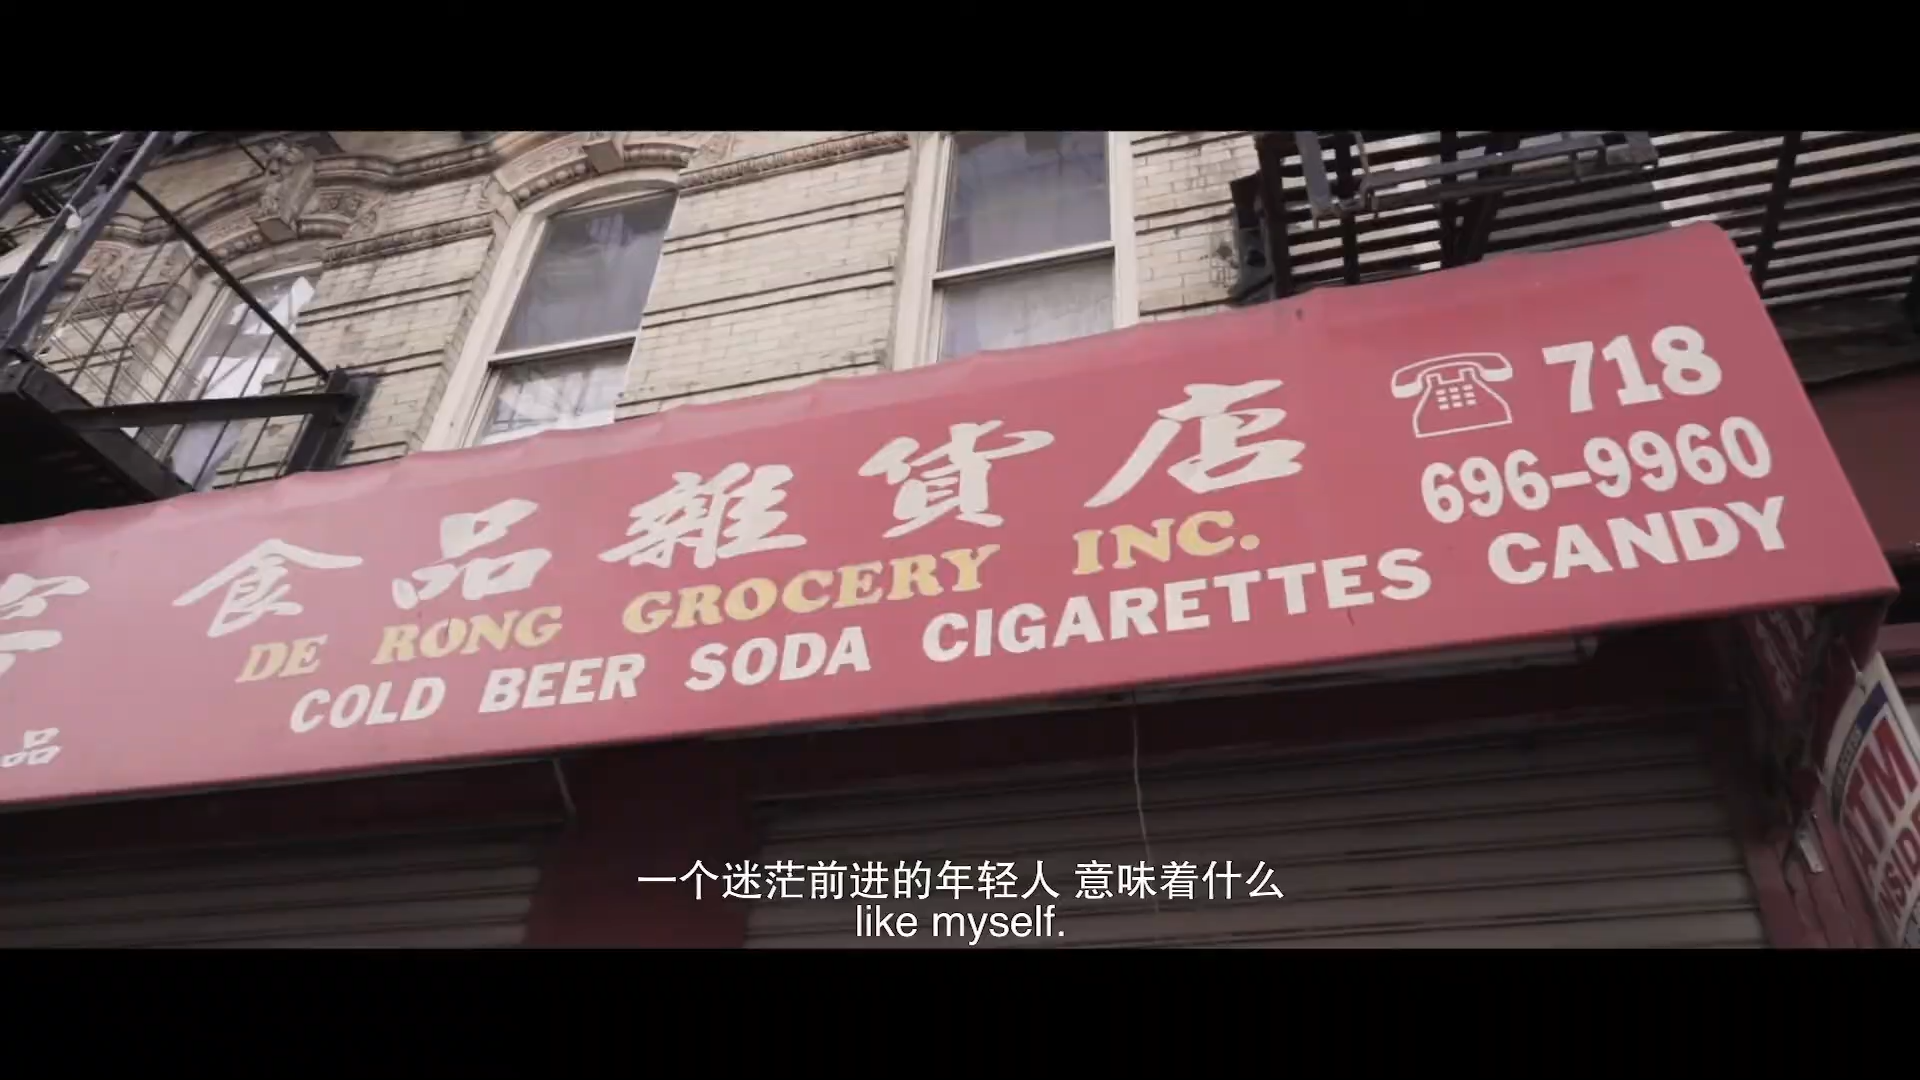 食品雜貨店
718
696-9960
DE RONG GROCERY INC.
COLD BEER SODA CIGARETTES CANDY
品
ATM
一个迷茫前进的年轻人 意味着什么
like myself.